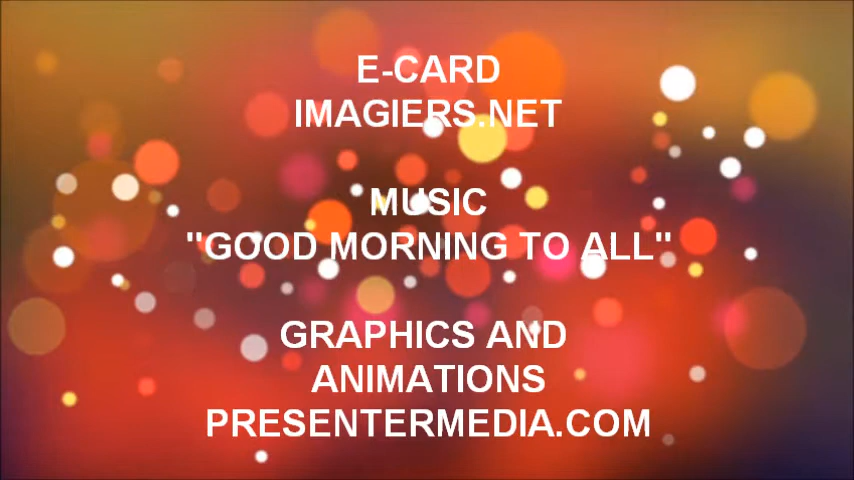 E-CARD
IMAGIERS.NET
MUSIC
"GOOD MORNING TO ALL"
GRAPHICS AND
ANIMATIONS
PRESENTERMEDIA.COM